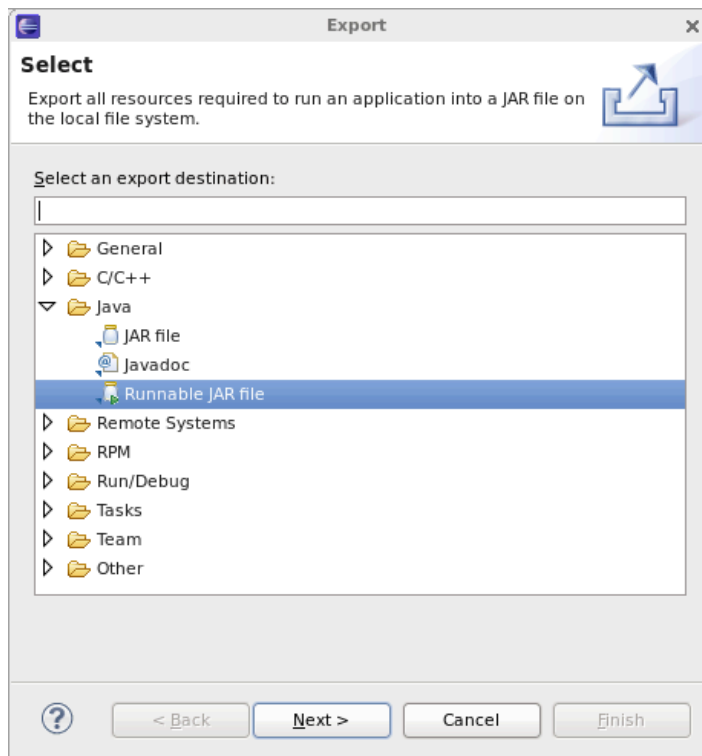 Export
Select
Export all resources required to run an application into a JAR file on
the local file system.
Select an export destination:
General
C/C++
Java
JAR file
Javadoc
Runnable JAR file
Remote Systems
RPM
Run/Debug
Tasks
Team
Other
? < Back Next > Cancel Finish